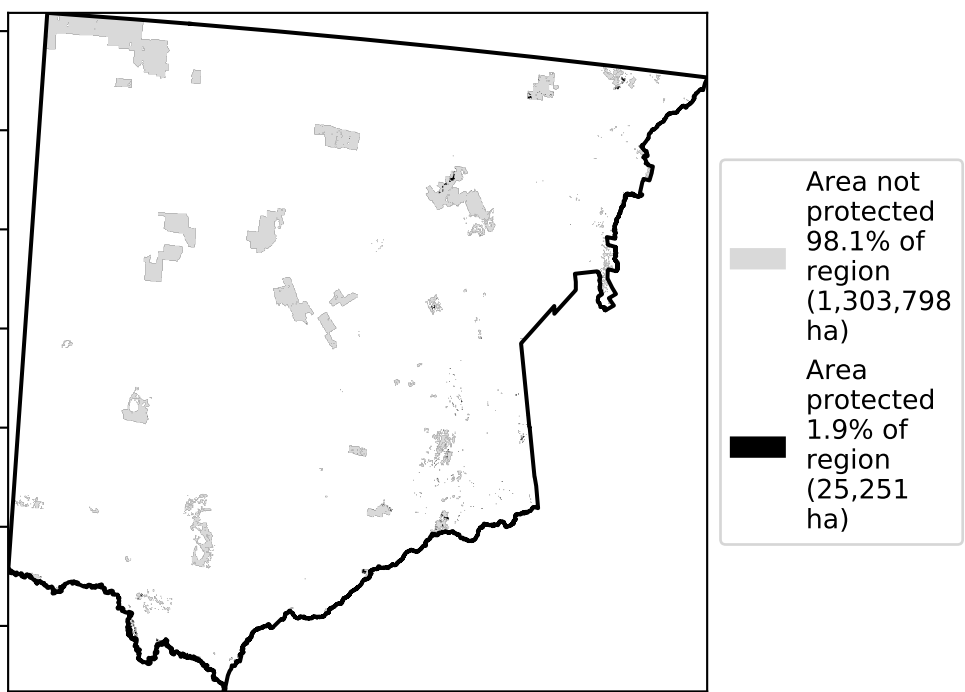 Area not
protected
98.1% of
region
(1,303,798
ha)
Area
protected
1.9% of
region
(25,251
ha)